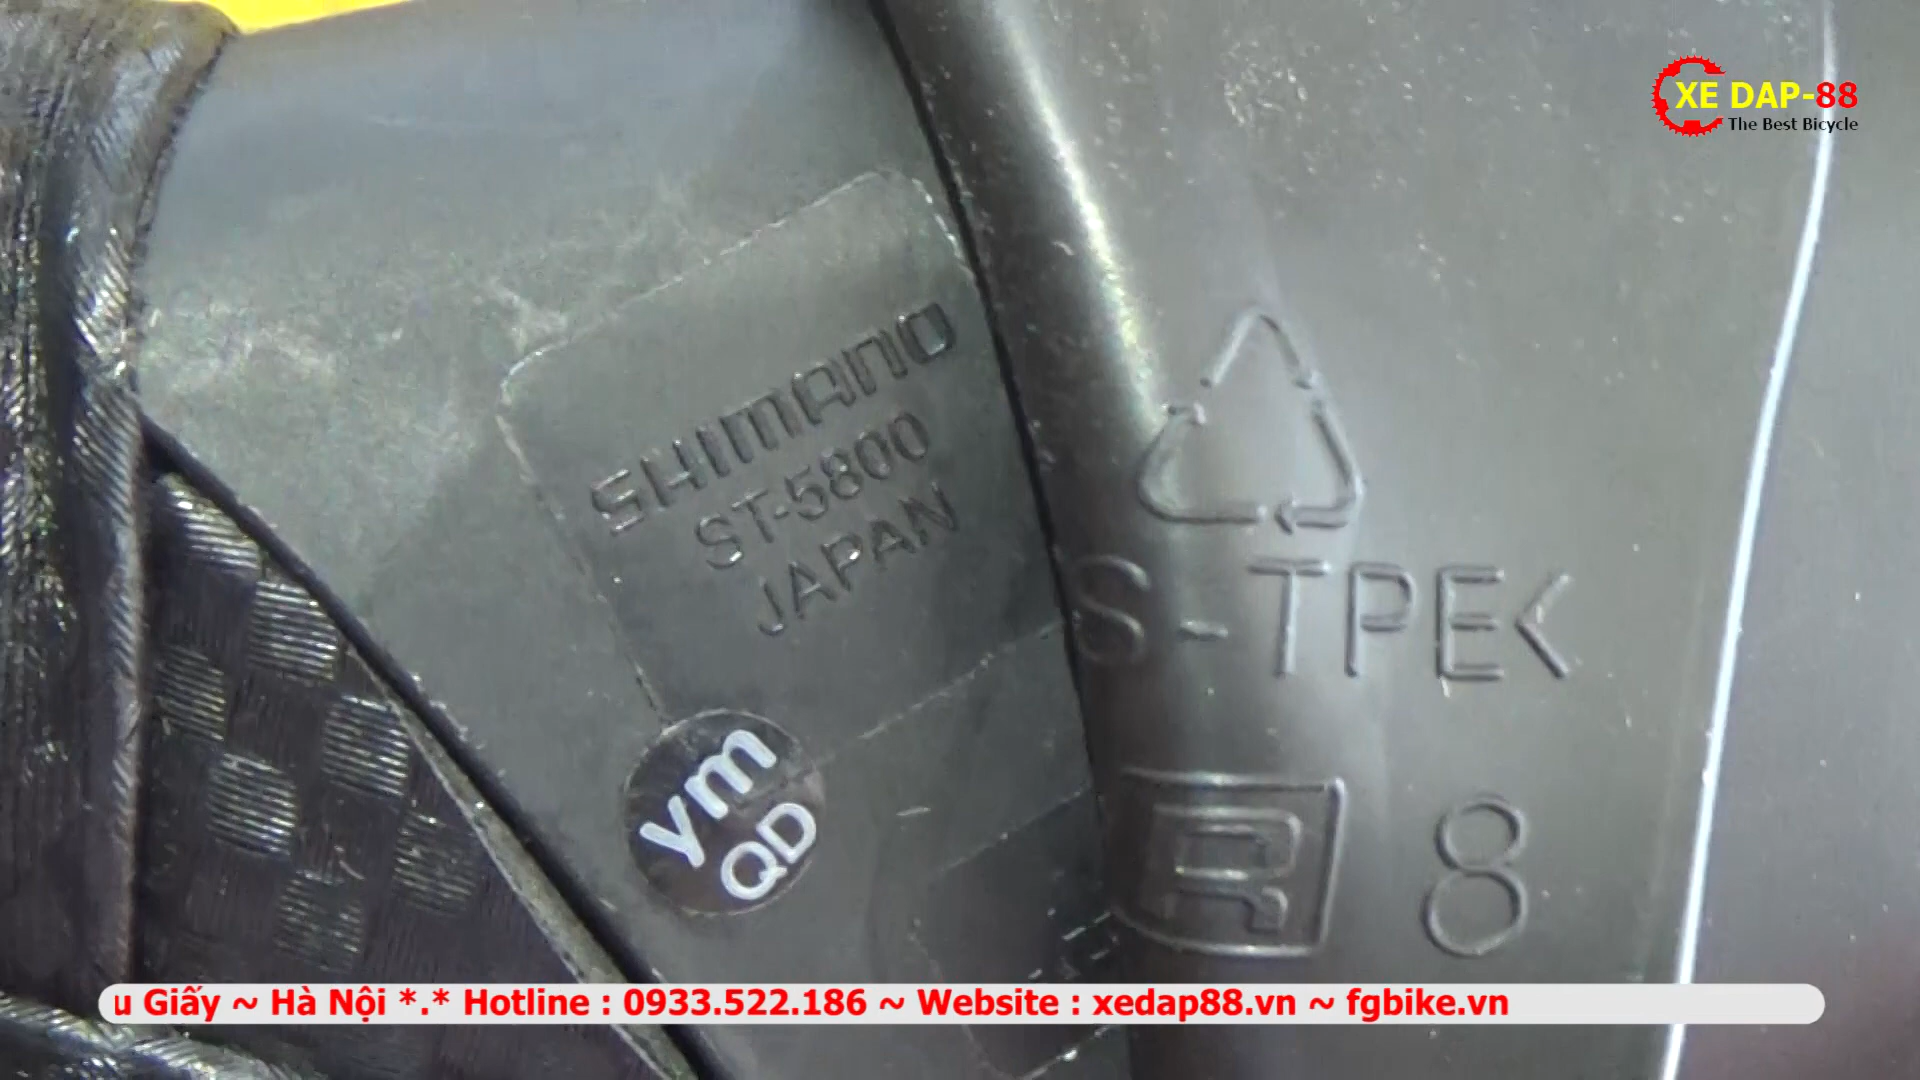 XE DAP-88
The Best Bicycle
SHIMANO
ST-5800
JAPAN
S-TPE<
ym
QD
R 8
u Giấy ~ Hà Nội *.* Hotline : 0933.522.186 ~ Website : xedap88.vn ~ fgbike.vn